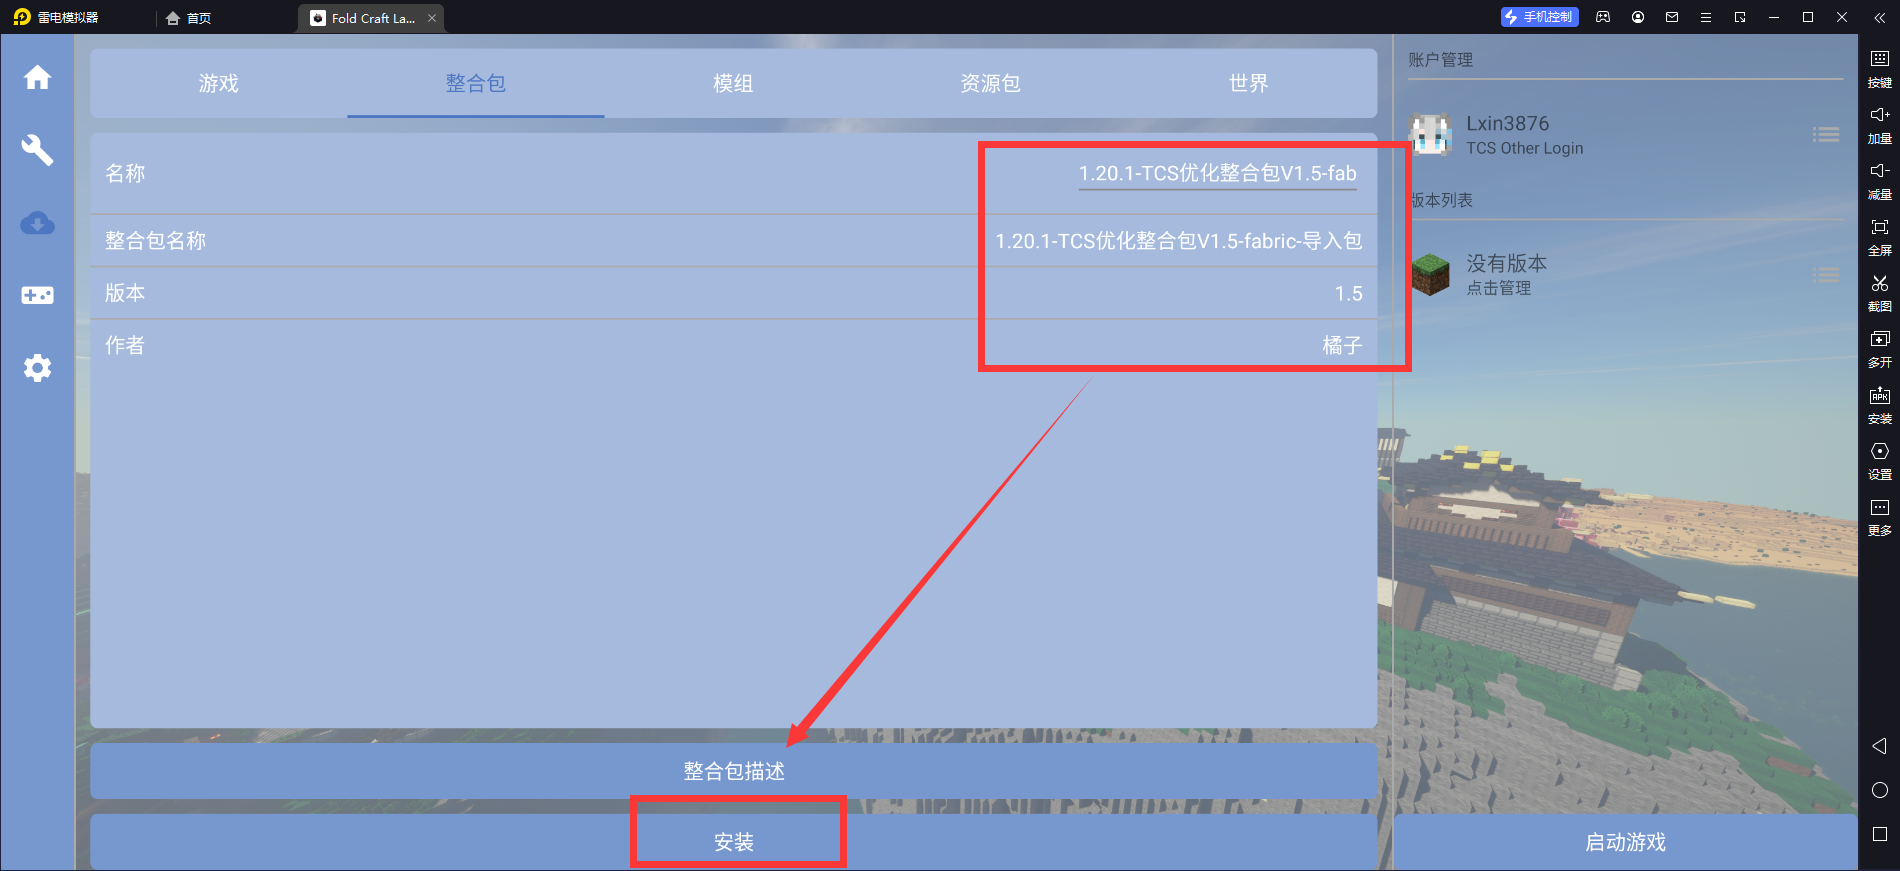 雷电模拟器
首页
Fold Craft La...
手机控制
游戏
整合包
模组
资源包
世界
名称
1.20.1-TCS优化整合包V1.5-fab
整合包名称
1.20.1-TCS优化整合包V1.5-fabric-导入包
版本
1.5
作者
橘子
整合包描述
安装
账户管理
Lxin3876
TCS Other Login
版本列表
没有版本
点击管理
启动游戏
按键
加量
减量
全屏
截图
多开
APK
安装
设置
更多